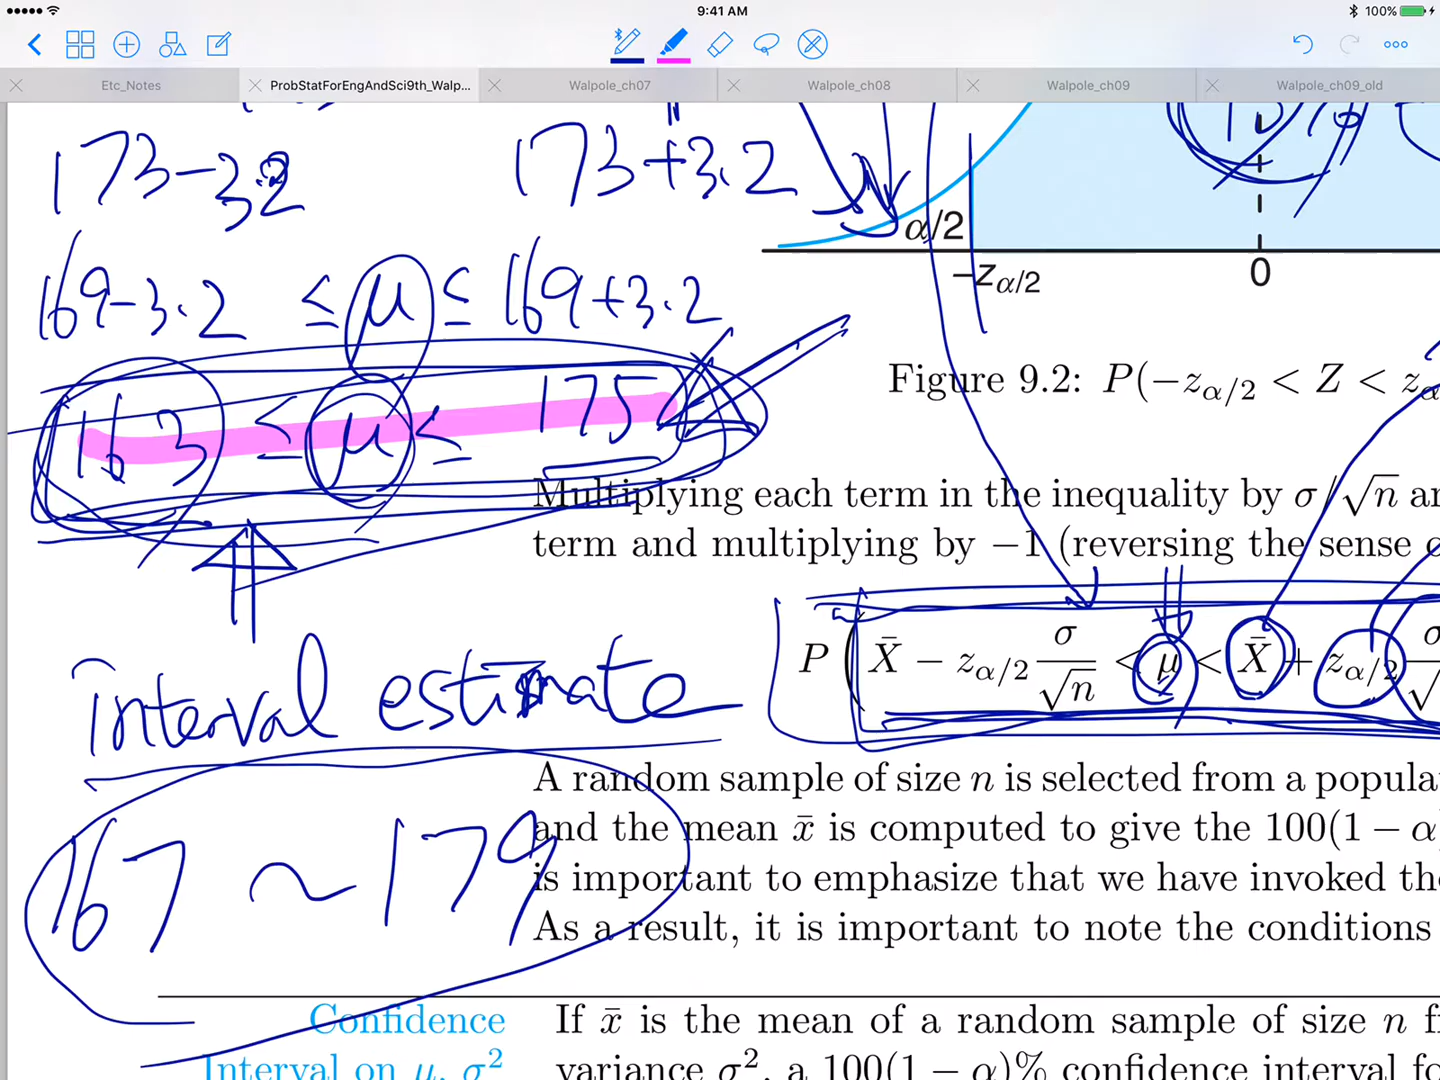 9:41 AM
100%
Etc_Notes
ProbStatForEngAndSci9th_Walp...
Walpole_ch07
Walpole_ch08
Walpole_ch09
Walpole_ch09_old
173-3.2
173+3.2
169-3.2 ≤ μ ≤ 169+3.2
163 ≤ μ ≤ 175
interval estimate
167 ~ 179
α/2
−zα/2
0
Figure 9.2: P(−zα/2 < Z < zα
Multiplying each term in the inequality by σ/√n
term and multiplying by −1 (reversing the sense
P( X̄ − zα/2 σ/√n < μ < X̄ + zα/2 σ/√
A random sample of size n is selected from a popula
and the mean x̄ is computed to give the 100(1 − α)
is important to emphasize that we have invoked the
As a result, it is important to note the conditions
Confidence
Interval on μ, σ²
If x̄ is the mean of a random sample of size n
variance σ², a 100(1 − α)% confidence interval fo